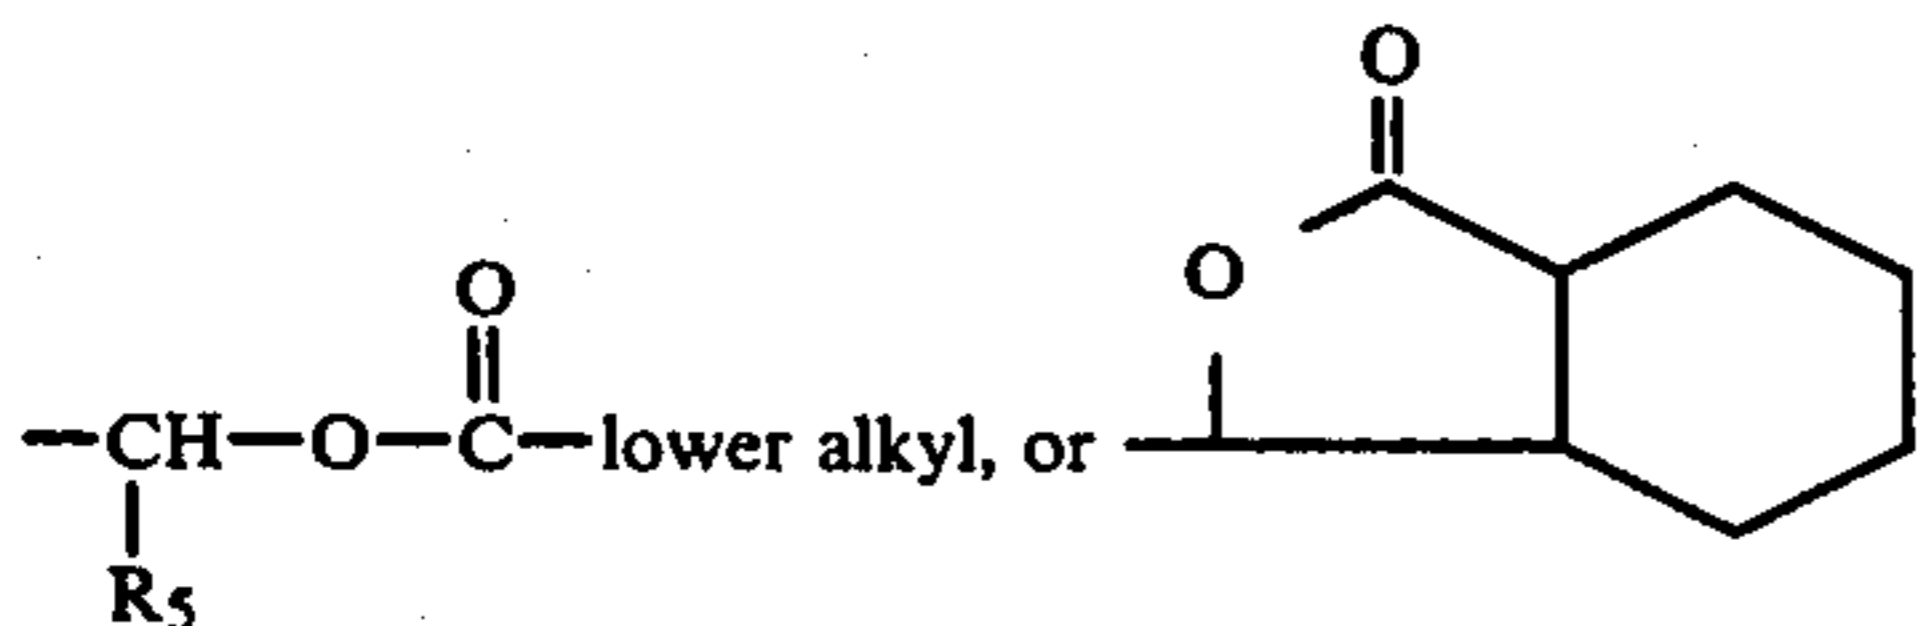 O
O
O
—CH—O—C—lower alkyl, or
R5